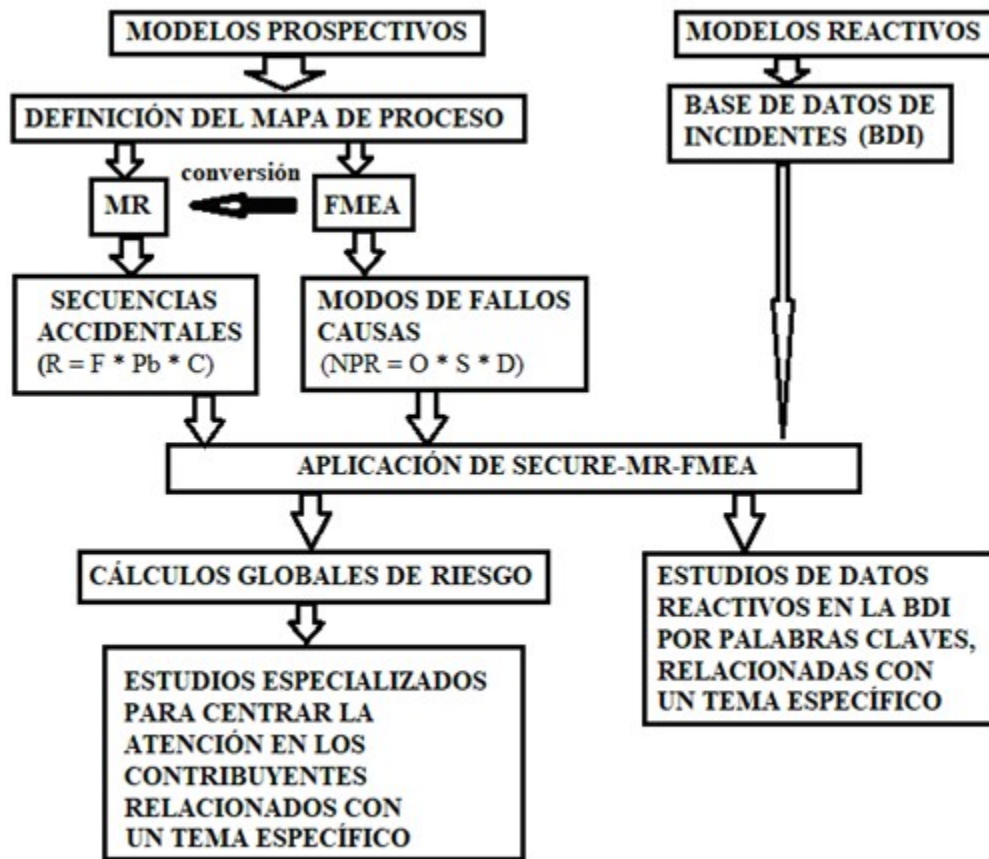 MODELOS PROSPECTIVOS
MODELOS REACTIVOS
DEFINICIÓN DEL MAPA DE PROCESO
BASE DE DATOS DE
INCIDENTES (BDI)
conversión
MR
FMEA
SECUENCIAS
ACCIDENTALES
(R = F * Pb * C)
MODOS DE FALLOS
CAUSAS
(NPR = O * S * D)
APLICACIÓN DE SECURE-MR-FMEA
CÁLCULOS GLOBALES DE RIESGO
ESTUDIOS DE DATOS
REACTIVOS EN LA BDI
POR PALABRAS CLAVES,
RELACIONADAS CON
UN TEMA ESPECÍFICO
ESTUDIOS ESPECIALIZADOS
PARA CENTRAR LA
ATENCIÓN EN LOS
CONTRIBUYENTES
RELACIONADOS CON
UN TEMA ESPECÍFICO